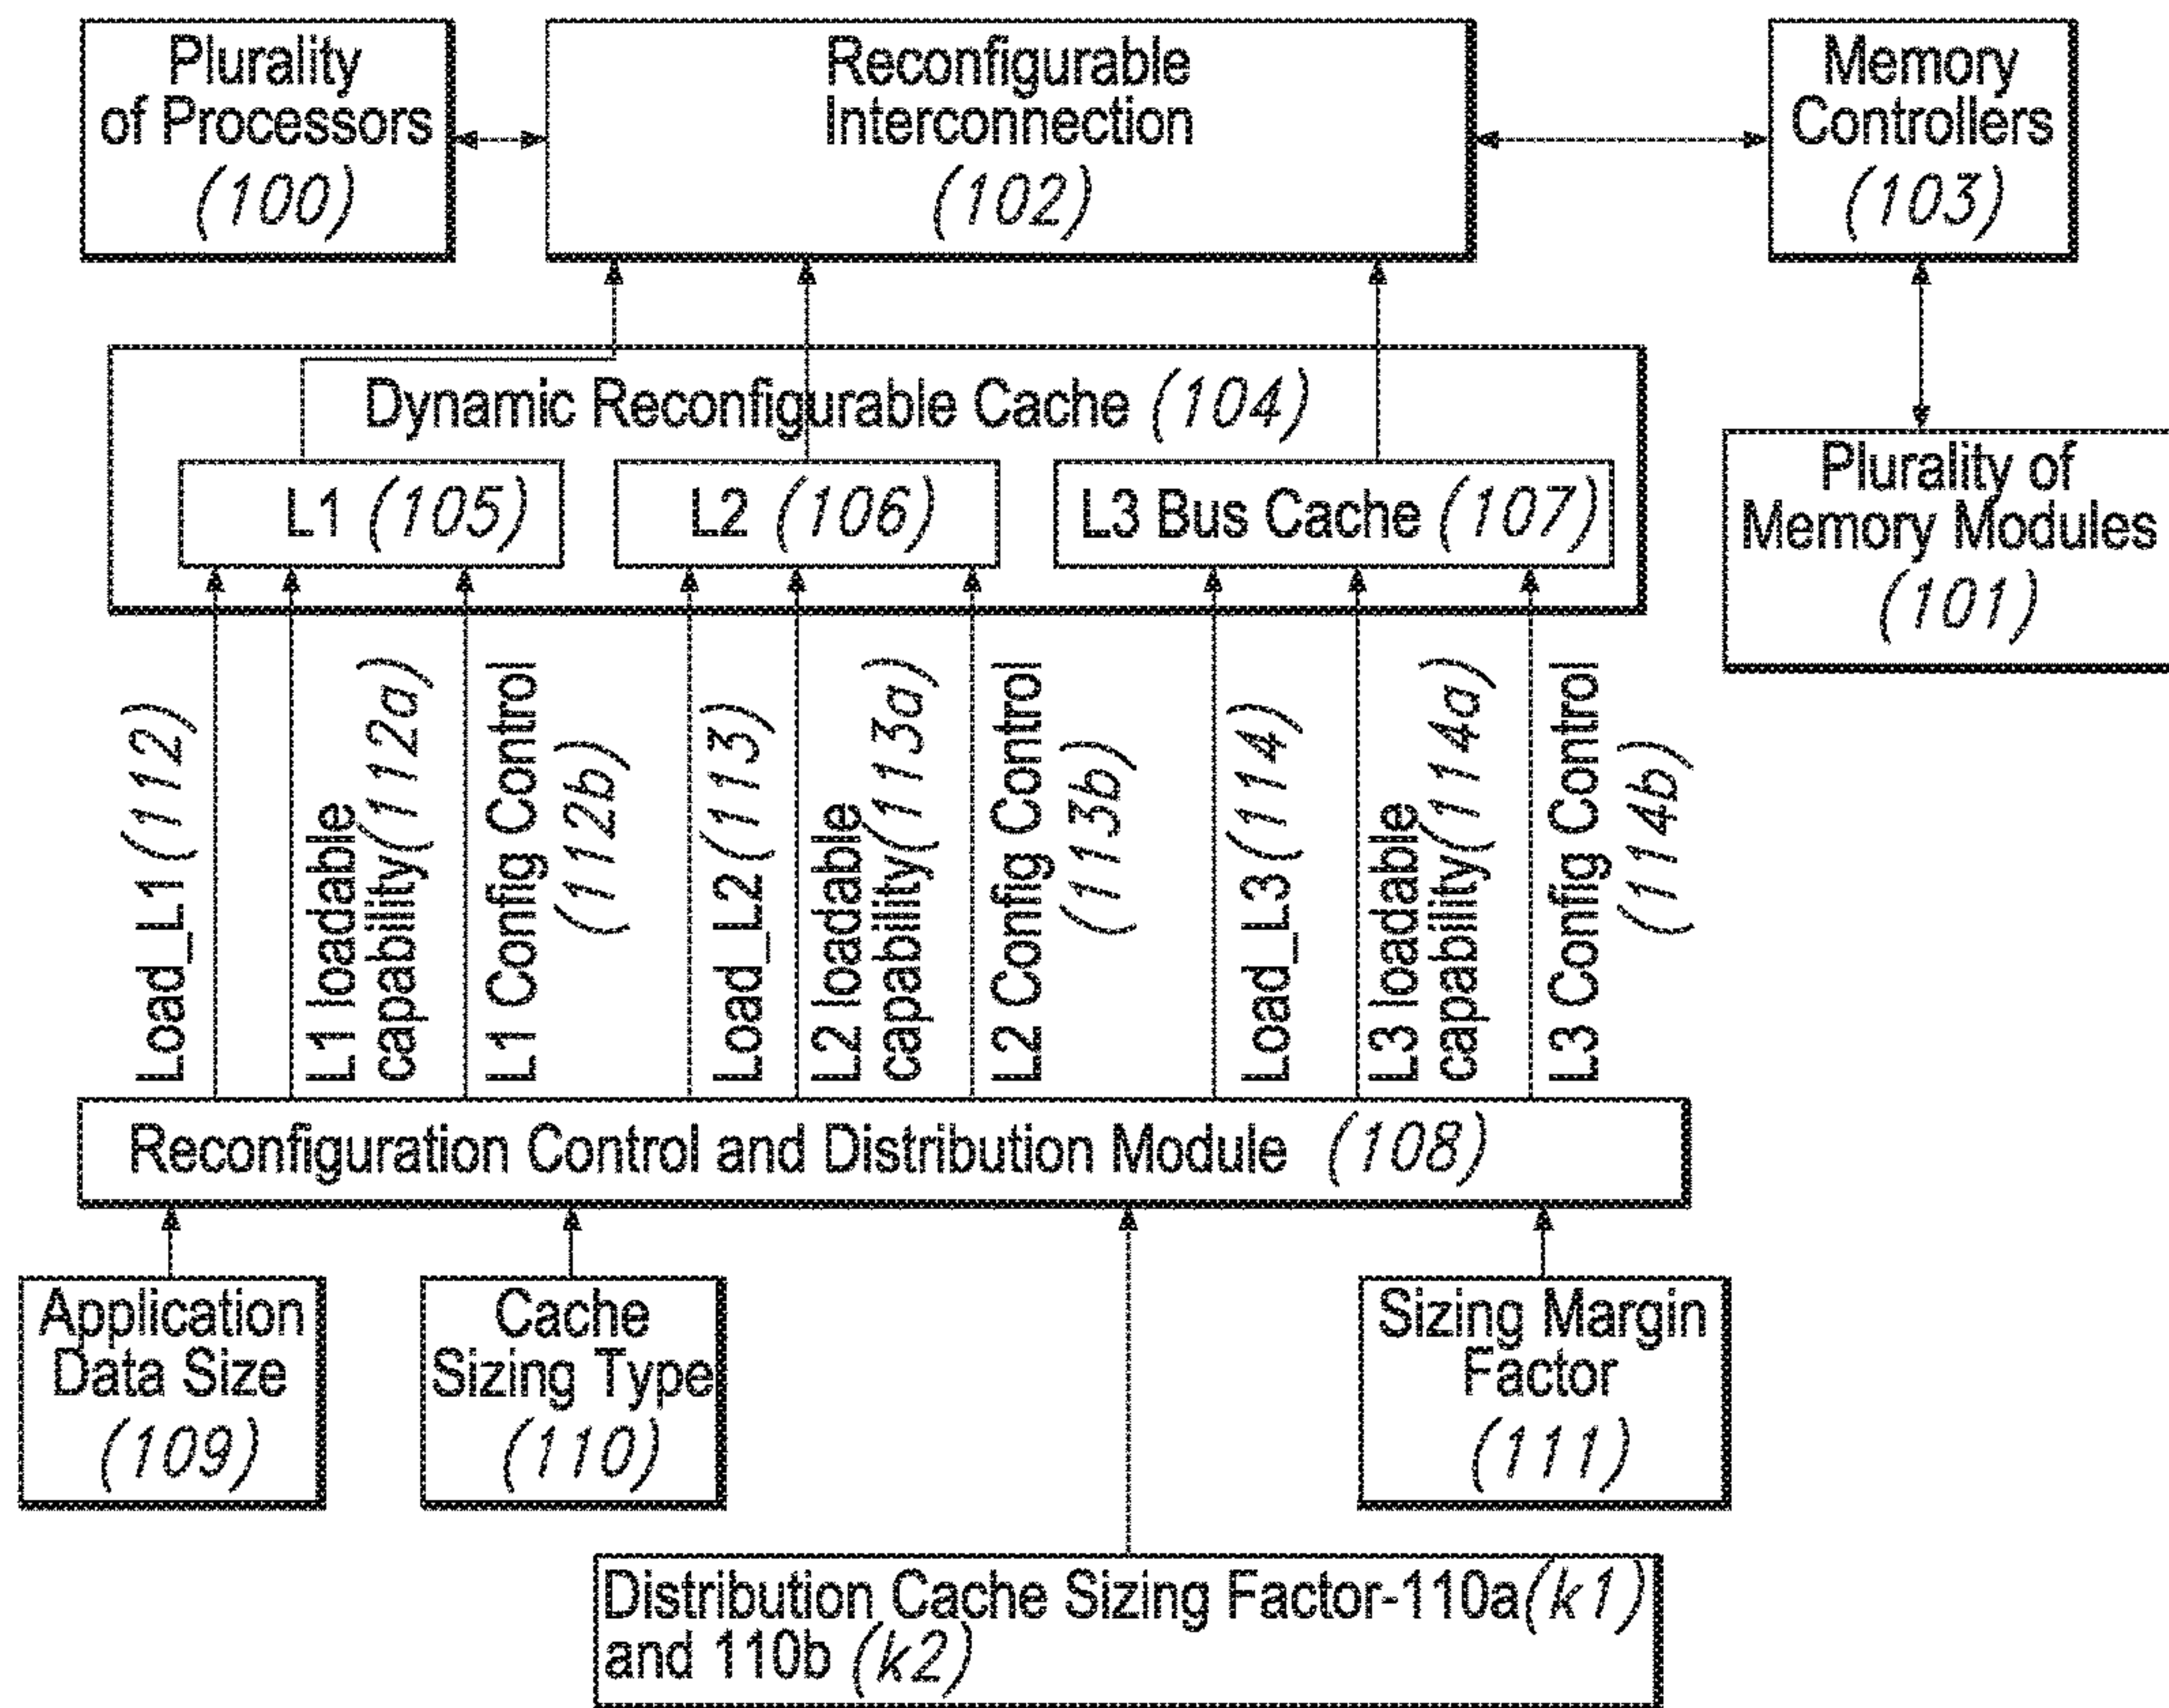 Plurality
of Processors
(100)
Reconfigurable
Interconnection
(102)
Memory
Controllers
(103)
Dynamic Reconfigurable Cache (104)
L1 (105)
L2 (106)
L3 Bus Cache (107)
Plurality of
Memory Modules
(101)
Load_L1 (112)
L1 loadable
capability (112a)
L1 Config Control
(112b)
Load_L2 (113)
L2 loadable
capability (113a)
L2 Config Control
(113b)
Load_L3 (114)
L3 loadable
capability (114a)
L3 Config Control
(114b)
Reconfiguration Control and Distribution Module (108)
Application
Data Size
(109)
Cache
Sizing Type
(110)
Sizing Margin
Factor
(111)
Distribution Cache Sizing Factor-110a (k1)
and 110b (k2)